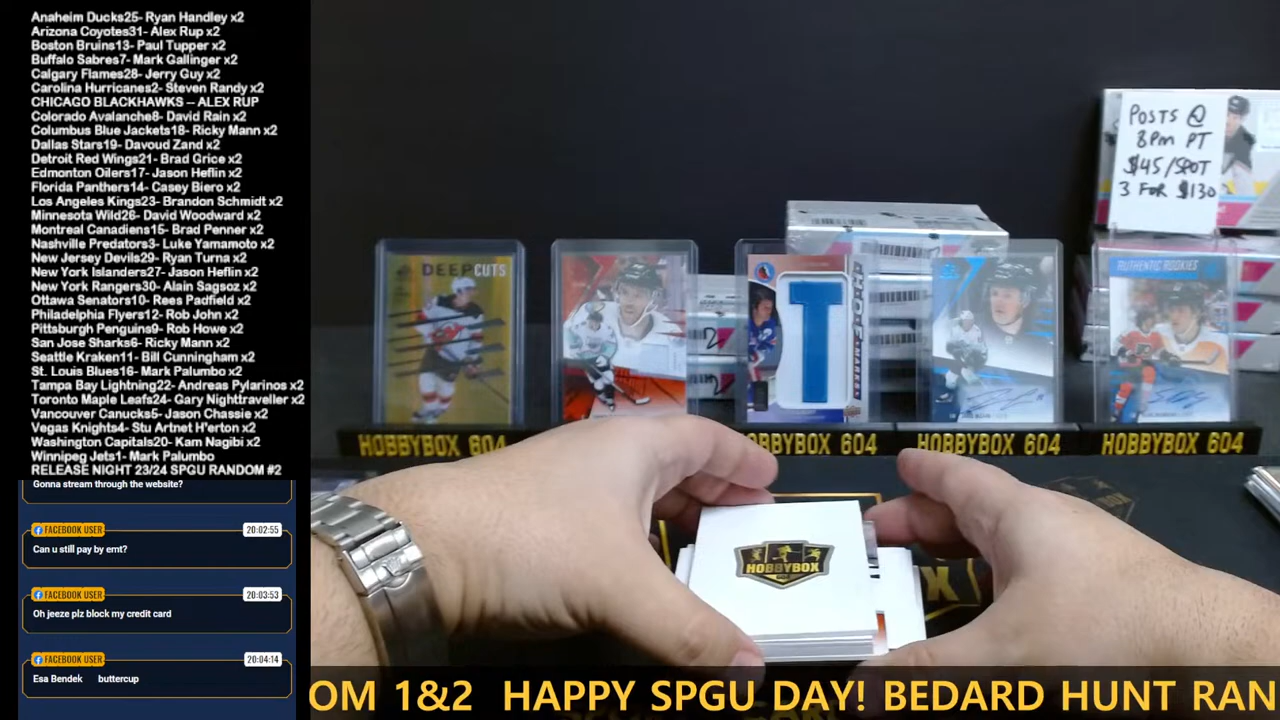 Anaheim Ducks25- Ryan Handley x2
Arizona Coyotes31- Alex Rup x2
Boston Bruins13- Paul Tupper x2
Buffalo Sabres7- Mark Gallinger x2
Calgary Flames28- Jerry Guy x2
Carolina Hurricanes2- Steven Randy x2
CHICAGO BLACKHAWKS -- ALEX RUP
Colorado Avalanche8- David Rain x2
Columbus Blue Jackets18- Ricky Mann x2
Dallas Stars19- Davoud Zand x2
Detroit Red Wings21- Brad Grice x2
Edmonton Oilers17- Jason Heflin x2
Florida Panthers14- Casey Biero x2
Los Angeles Kings23- Brandon Schmidt x2
Minnesota Wild26- David Woodward x2
Montreal Canadiens15- Brad Penner x2
Nashville Predators3- Luke Yamamoto x2
New Jersey Devils29- Ryan Turna x2
New York Islanders27- Jason Heflin x2
New York Rangers30- Alain Sagsoz x2
Ottawa Senators10- Rees Padfield x2
Philadelphia Flyers12- Rob John x2
Pittsburgh Penguins9- Rob Howe x2
San Jose Sharks6- Ricky Mann x2
Seattle Kraken11- Bill Cunningham x2
St. Louis Blues16- Mark Palumbo x2
Tampa Bay Lightning22- Andreas Pylarinos x2
Toronto Maple Leafs24- Gary Nighttraveller x2
Vancouver Canucks5- Jason Chassie x2
Vegas Knights4- Stu Artnet H'erton x2
Washington Capitals20- Kam Nagibi x2
Winnipeg Jets1- Mark Palumbo
RELEASE NIGHT 23/24 SPGU RANDOM #2
Gonna stream through the website?
FACEBOOK USER 20:02:55
Can u still pay by emt?
FACEBOOK USER 20:03:53
Oh jeeze plz block my credit card
FACEBOOK USER 20:04:14
Esa Bendek buttercup
POSTS @
8PM PT
$45/SPOT
3 FOR $130
DEEP CUTS
AUTHENTIC ROOKIES
HOBBYBOX 604
HOBBYBOX 604
HOBBYBOX 604
HOBBYBOX 604
HOBBYBOX
OM 1&2 HAPPY SPGU DAY! BEDARD HUNT RAN